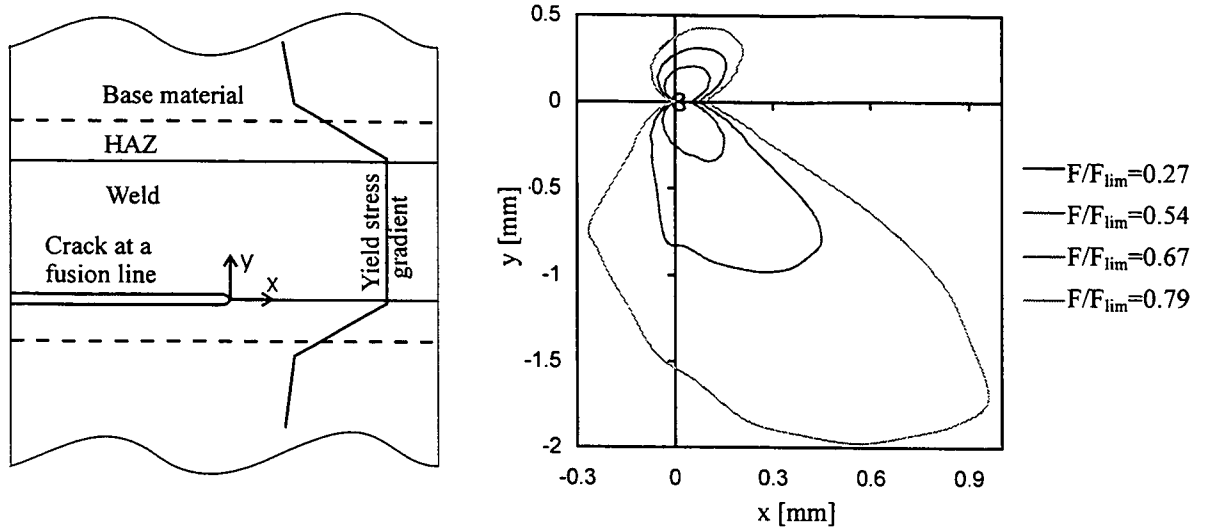 Base material
HAZ
Weld
Crack at a
fusion line
y
x
Yield stress
gradient
0.5
0
-0.5
-1
-1.5
-2
-0.3
0
0.3
0.6
0.9
y [mm]
x [mm]
F/Flim=0.27
F/Flim=0.54
F/Flim=0.67
F/Flim=0.79